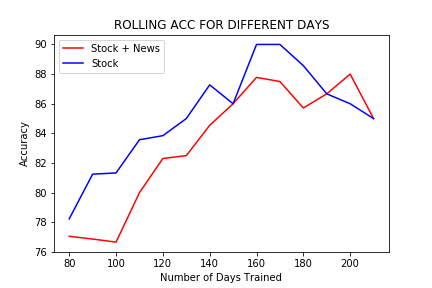 ROLLING ACC FOR DIFFERENT DAYS
Stock + News
Stock
Accuracy
90
88
86
84
82
80
78
76
80 100 120 140 160 180 200
Number of Days Trained